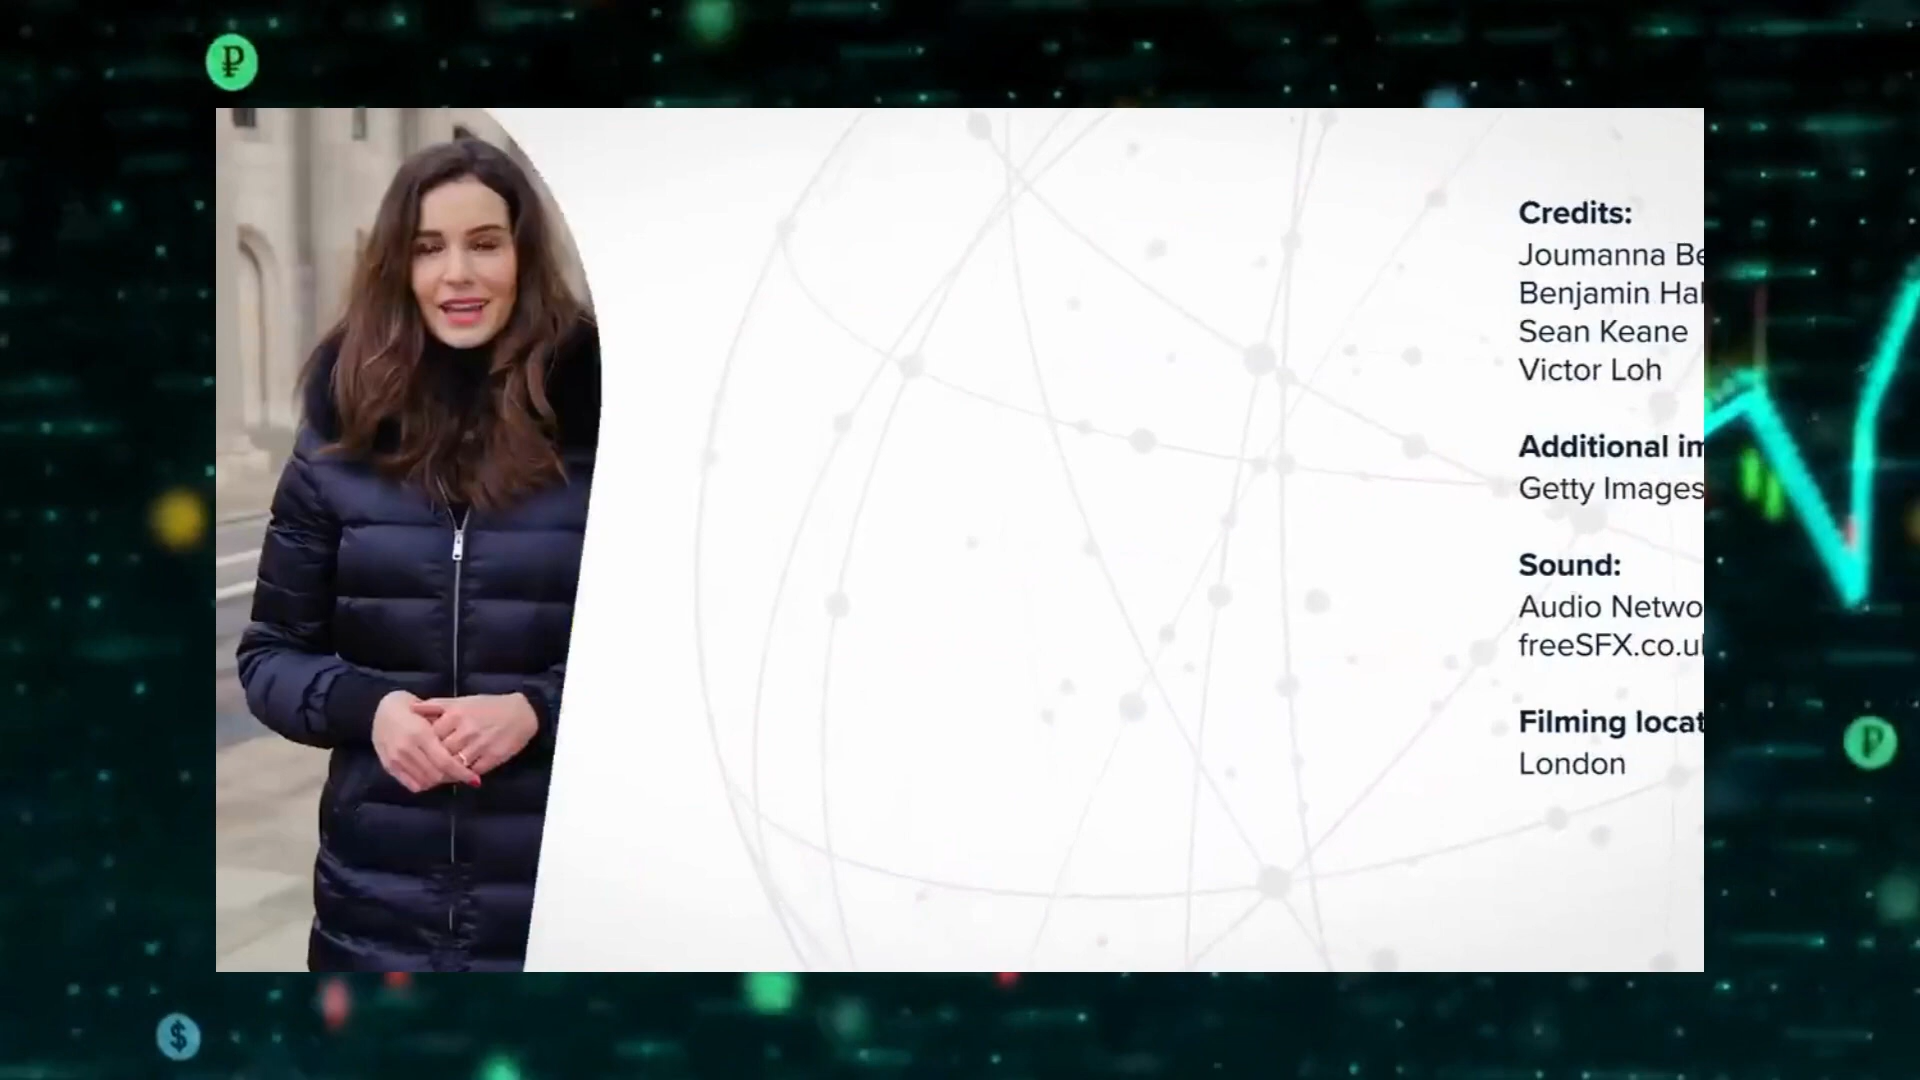 Credits:
Joumanna Be
Benjamin Hal
Sean Keane
Victor Loh
Additional im
Getty Images
Sound:
Audio Netwo
freeSFX.co.u
Filming locat
London
₽
₽
$